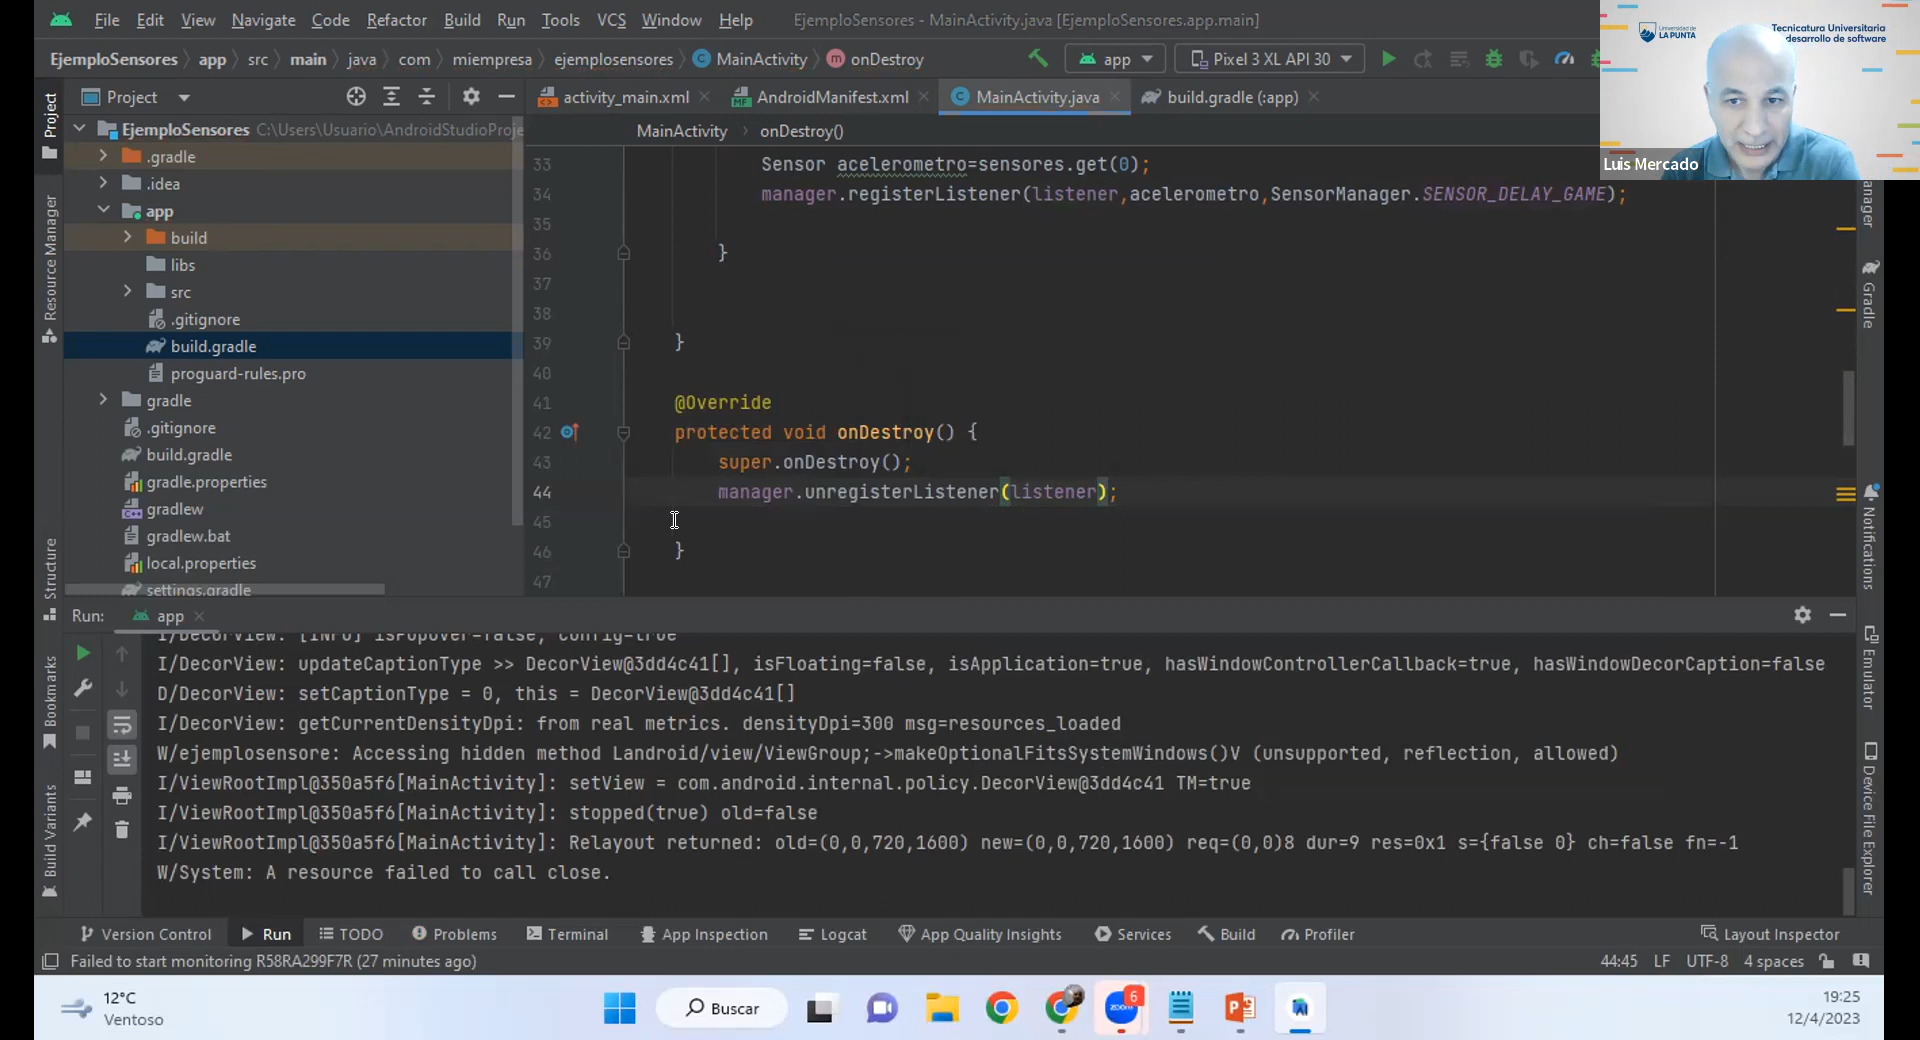 File Edit View Navigate Code Refactor Build Run Tools VCS Window Help EjemploSensores - MainActivity.java [EjemploSensores.app.main]
Universidad de LA PUNTA
Tecnicatura Universitaria
desarrollo de software
Luis Mercado
EjemploSensores app src main java com miempresa ejemplosensores MainActivity onDestroy app Pixel 3 XL API 30
Project
activity_main.xml AndroidManifest.xml MainActivity.java build.gradle (:app)
MainActivity onDestroy()
EjemploSensores C:\Users\Usuario\AndroidStudioProje
.gradle
.idea
app
build
libs
src
.gitignore
build.gradle
proguard-rules.pro
gradle
.gitignore
build.gradle
gradle.properties
gradlew
gradlew.bat
local.properties
settings.gradle
33 Sensor acelerometro=sensores.get(0);
34 manager.registerListener(listener,acelerometro,SensorManager.SENSOR_DELAY_GAME);
35
36 }
37
38
39 }
40
41 @Override
42 protected void onDestroy() {
43 super.onDestroy();
44 manager.unregisterListener(listener);
45
46 }
47
Project
Resource Manager
Structure
Bookmarks
Build Variants
Gradle
Notifications
Emulator
Device File Explorer
Run: app
I/DecorView: [INFO] isPopOver=false, config=true
I/DecorView: updateCaptionType >> DecorView@3dd4c41[], isFloating=false, isApplication=true, hasWindowControllerCallback=true, hasWindowDecorCaption=false
D/DecorView: setCaptionType = 0, this = DecorView@3dd4c41[]
I/DecorView: getCurrentDensityDpi: from real metrics. densityDpi=300 msg=resources_loaded
W/ejemplosensore: Accessing hidden method Landroid/view/ViewGroup;->makeOptionalFitsSystemWindows()V (unsupported, reflection, allowed)
I/ViewRootImpl@350a5f6[MainActivity]: setView = com.android.internal.policy.DecorView@3dd4c41 TM=true
I/ViewRootImpl@350a5f6[MainActivity]: stopped(true) old=false
I/ViewRootImpl@350a5f6[MainActivity]: Relayout returned: old=(0,0,720,1600) new=(0,0,720,1600) req=(0,0)8 dur=9 res=0x1 s={false 0} ch=false fn=-1
W/System: A resource failed to call close.
Version Control Run TODO Problems Terminal App Inspection Logcat App Quality Insights Services Build Profiler Layout Inspector
Failed to start monitoring R58RA299F7R (27 minutes ago) 44:45 LF UTF-8 4 spaces
12°C
Ventoso
Buscar
zoom
6
19:25
12/4/2023